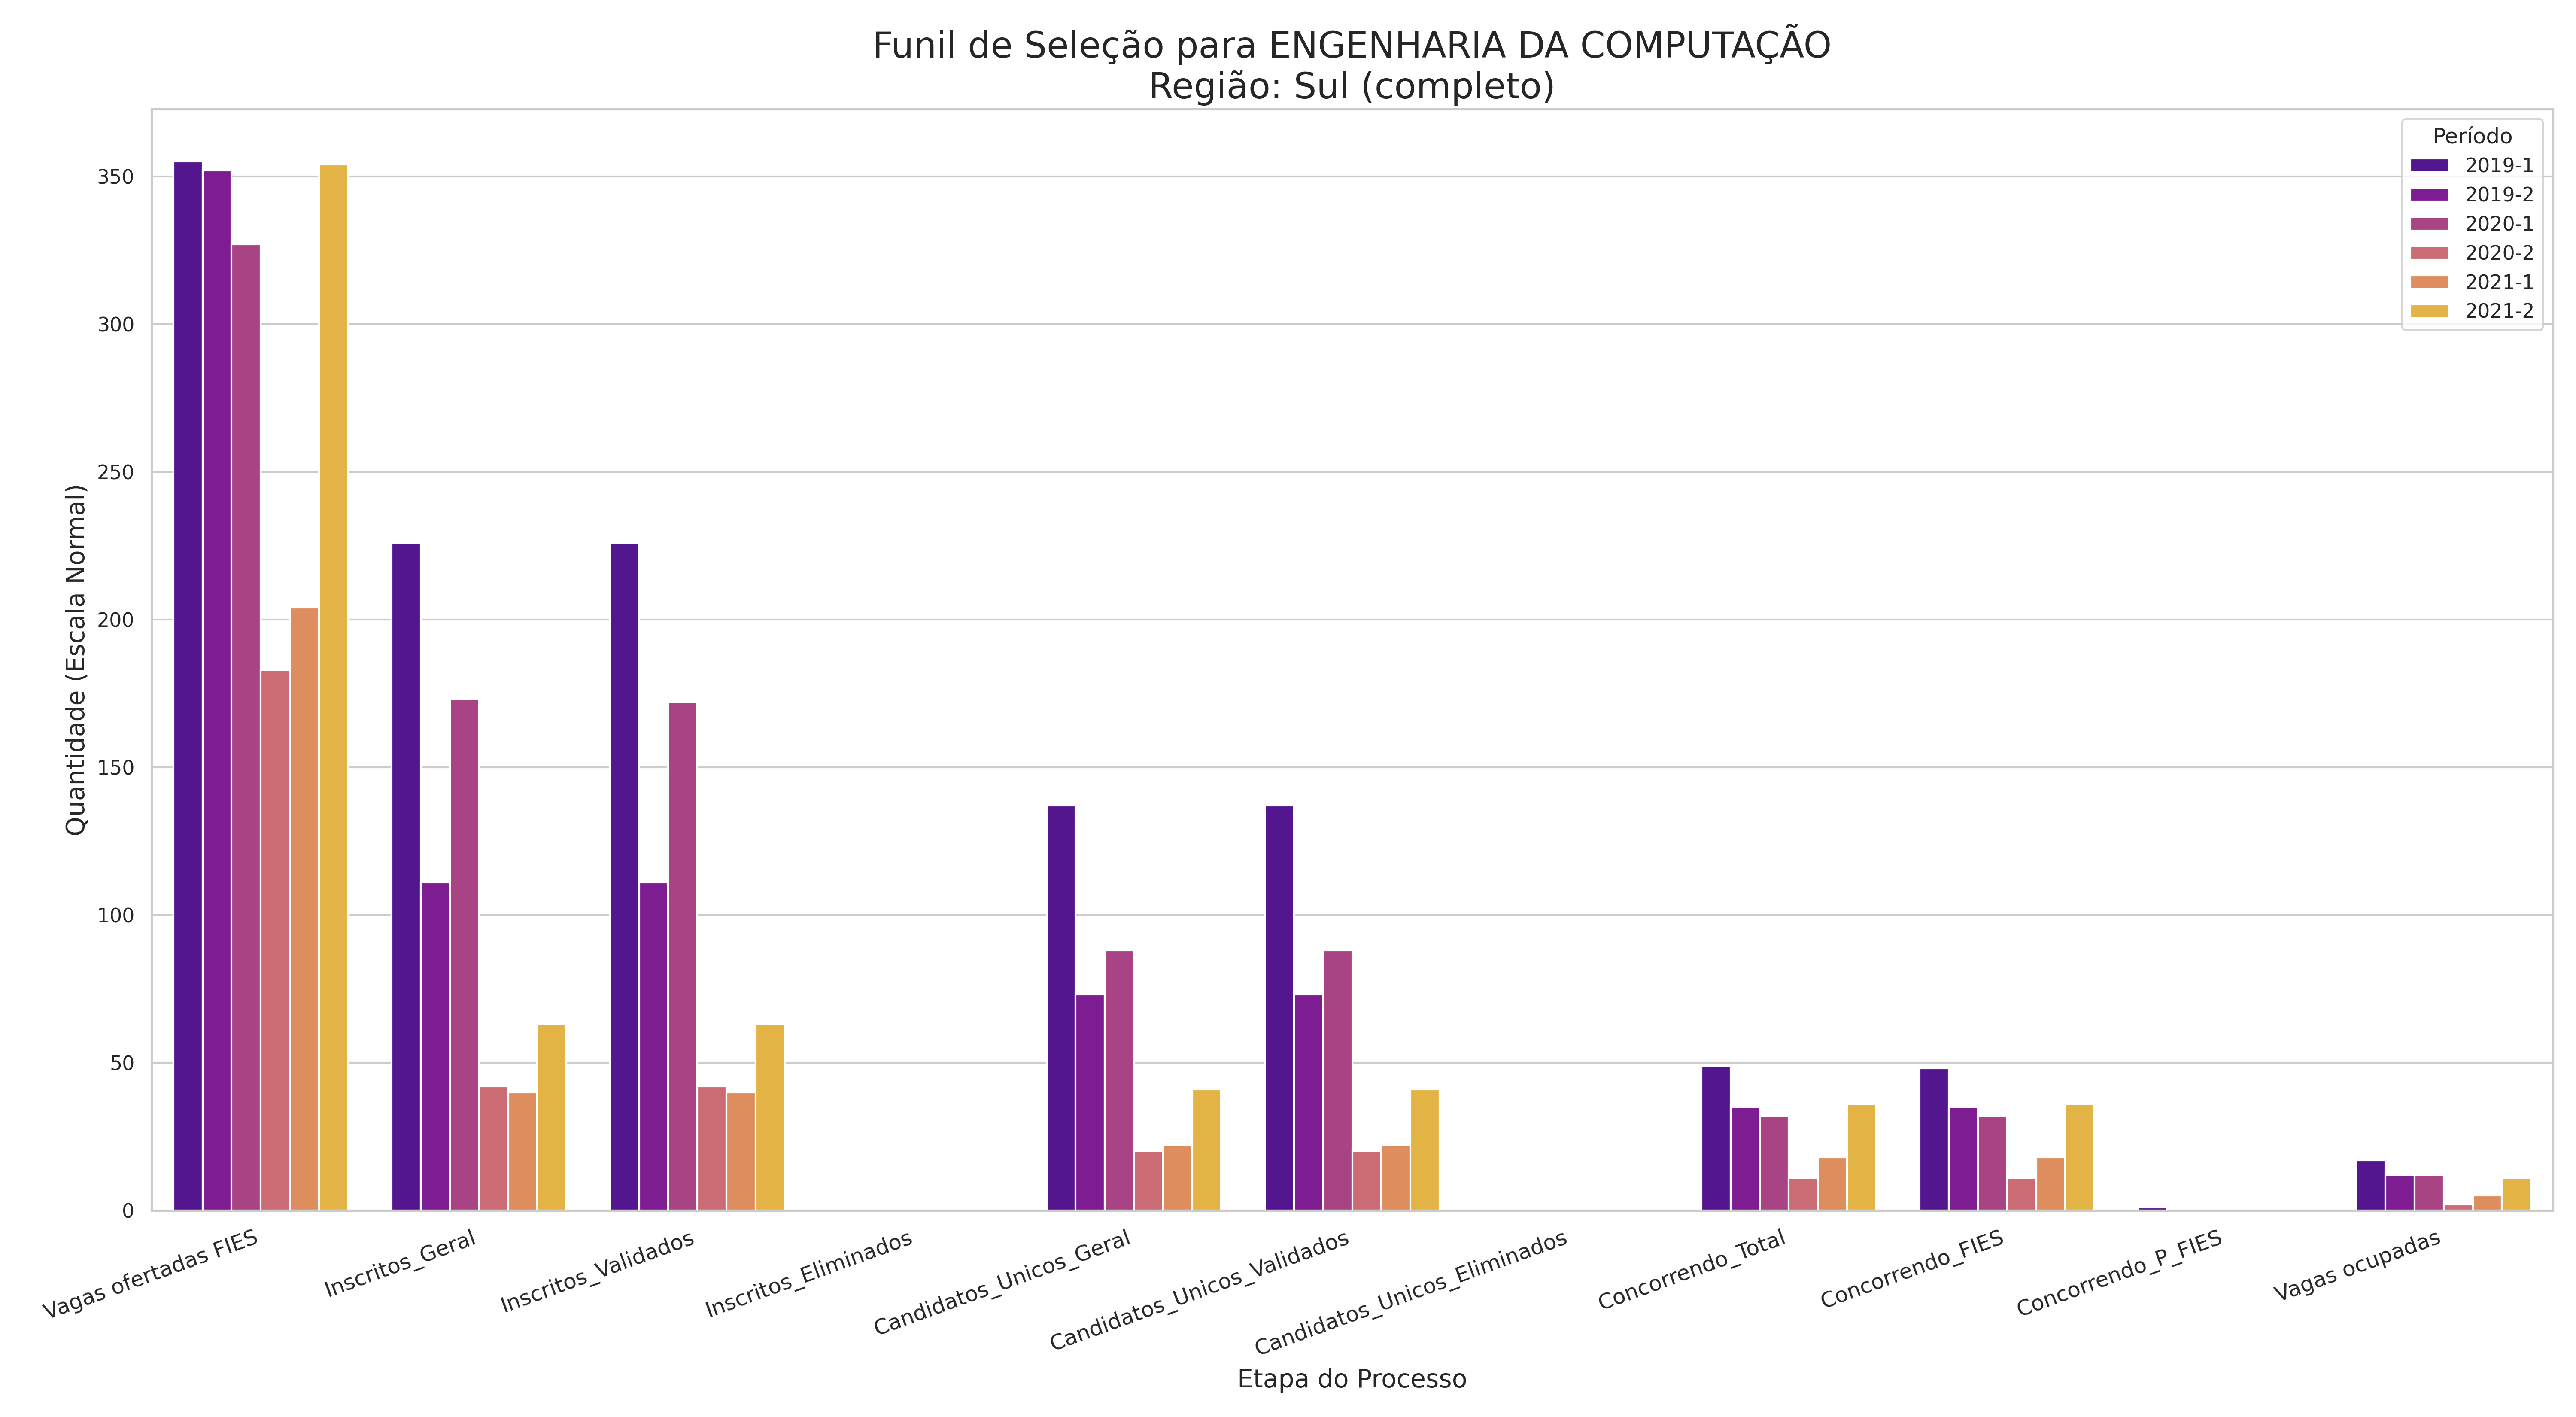 Funil de Seleção para ENGENHARIA DA COMPUTAÇÃO
Região: Sul (completo)
Quantidade (Escala Normal)
350
300
250
200
150
100
50
0
Período
2019-1
2019-2
2020-1
2020-2
2021-1
2021-2
Vagas ofertadas FIES
Inscritos_Geral
Inscritos_Validados
Inscritos_Eliminados
Candidatos_Unicos_Geral
Candidatos_Unicos_Validados
Candidatos_Unicos_Eliminados
Concorrendo_Total
Concorrendo_FIES
Concorrendo_P_FIES
Vagas ocupadas
Etapa do Processo